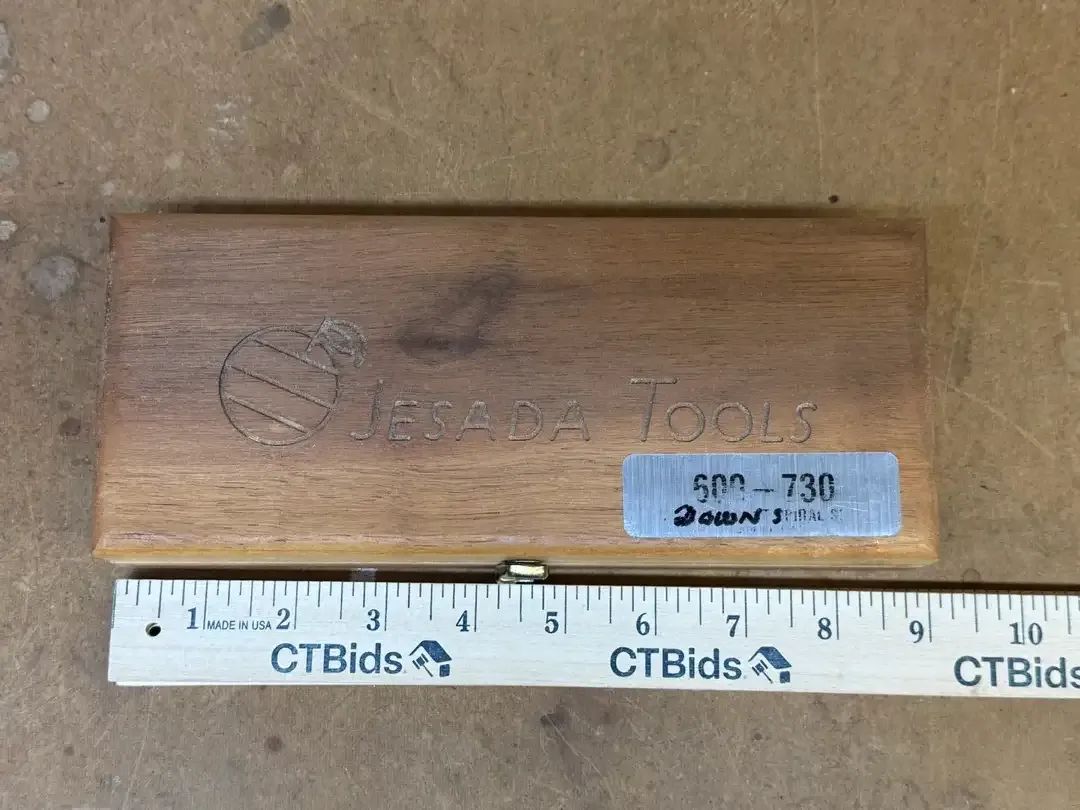 JESADA TOOLS
600-730
DOWN SPIRAL
1 MADE IN USA 2 3 4 5 6 7 8 9 10
CTBids CTBids CTBids